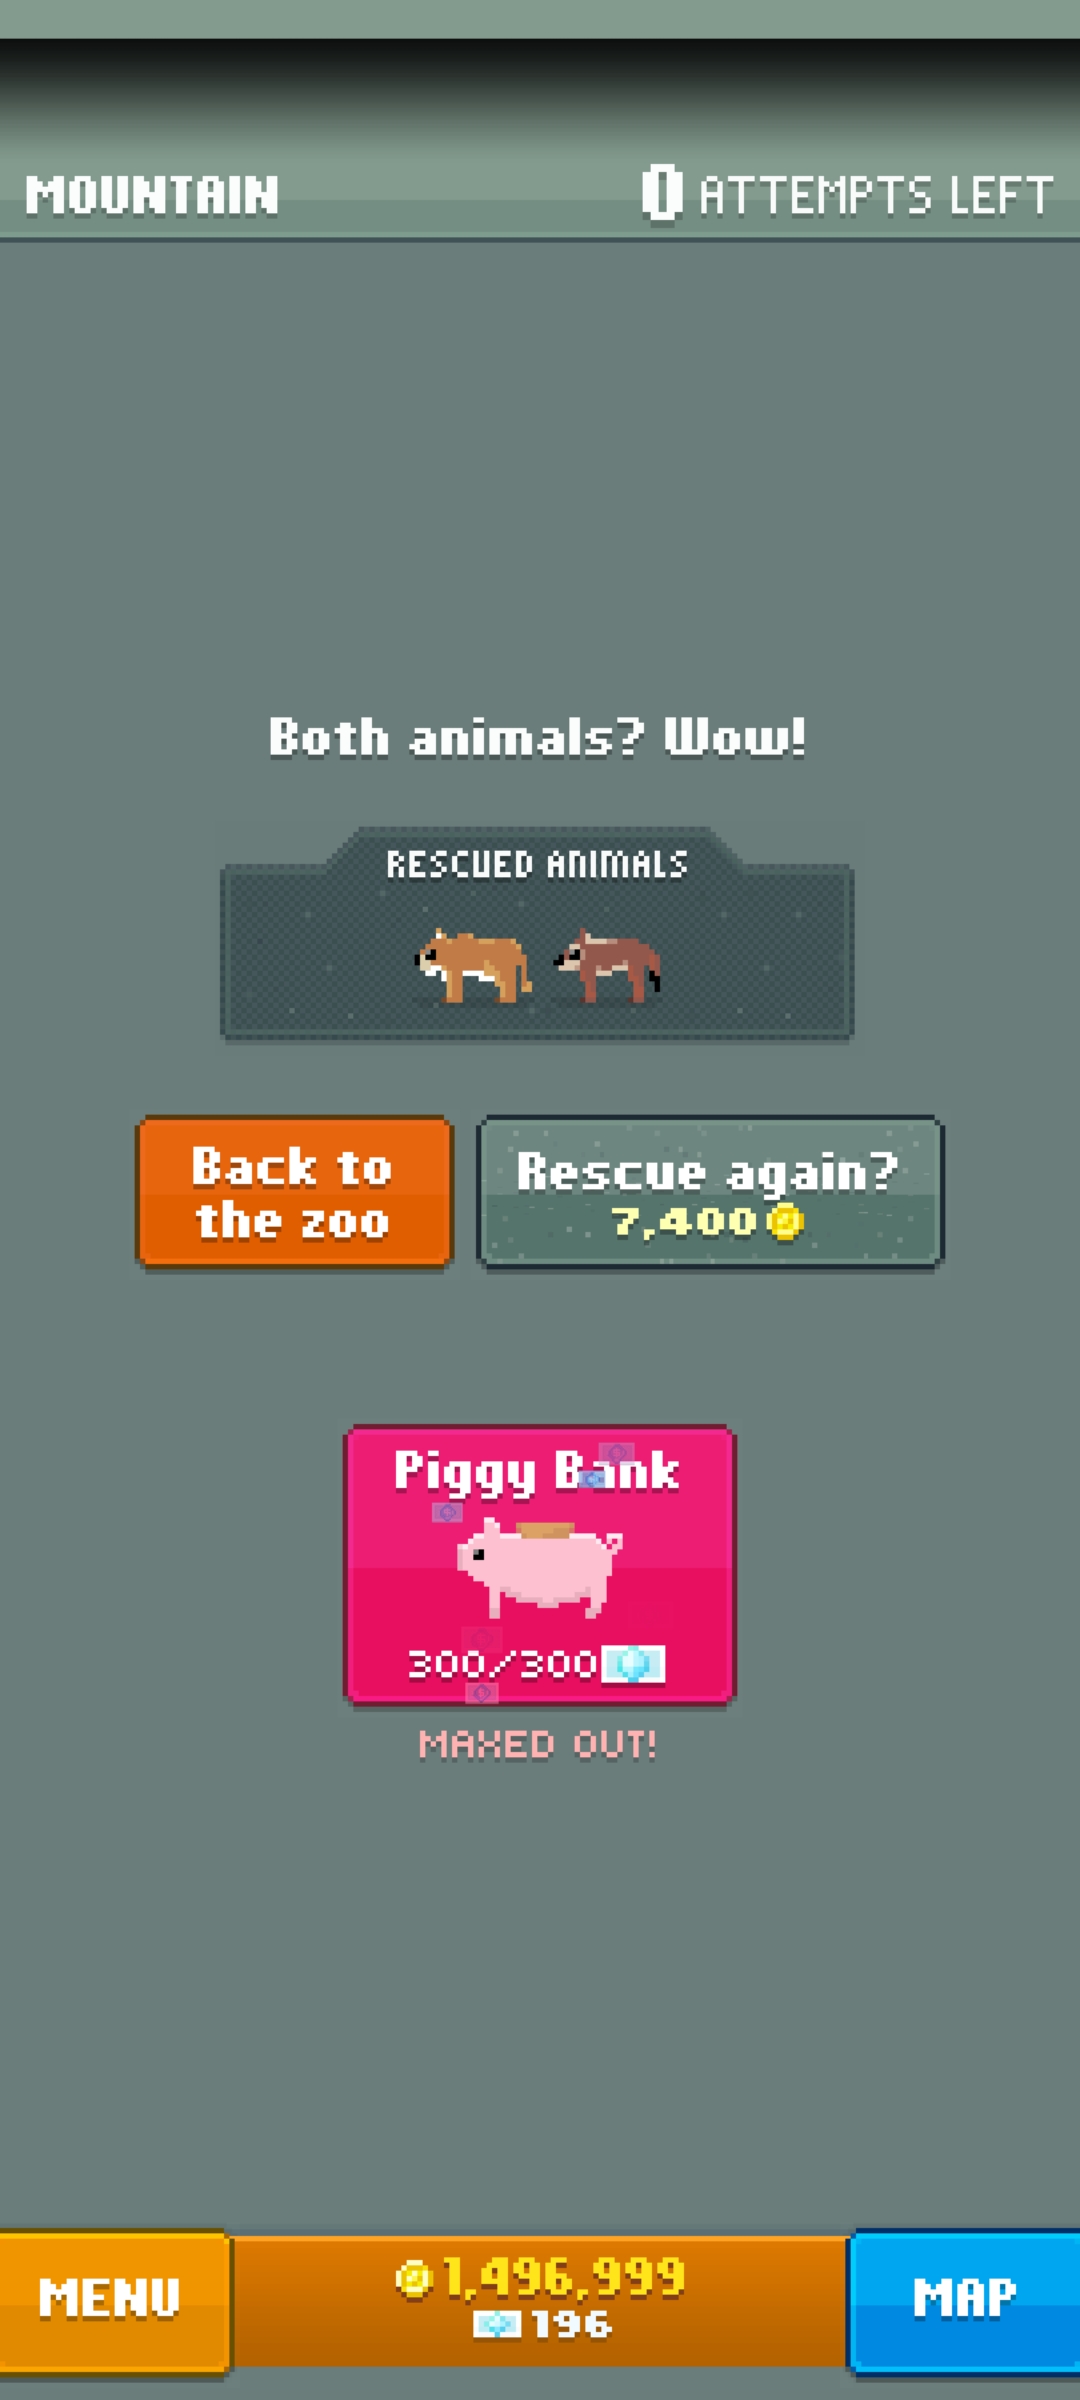 MOUNTAIN
0 ATTEMPTS LEFT
Both animals? Wow!
RESCUED ANIMALS
Back to
the zoo
Rescue again?
7,400
Piggy Bank
300/300
MAXED OUT!
MENU
1,496,999
196
MAP